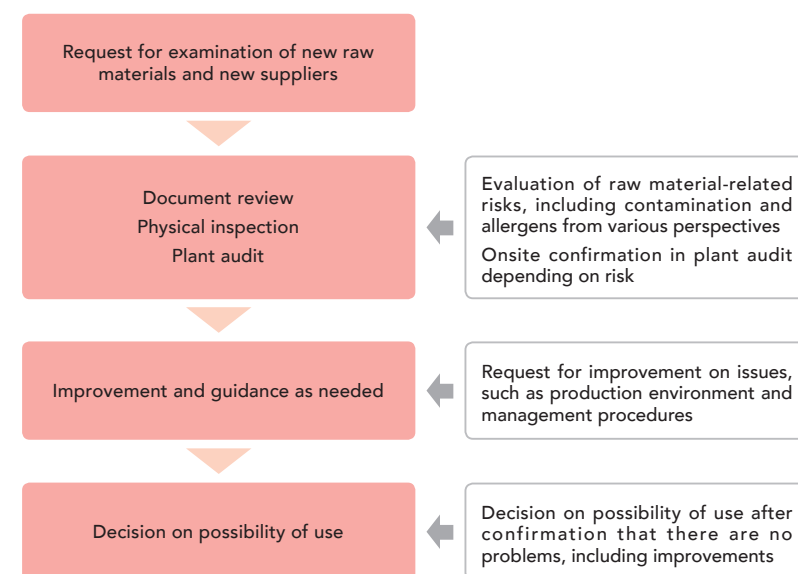 Request for examination of new raw
materials and new suppliers
Document review
Physical inspection
Plant audit
Evaluation of raw material-related
risks, including contamination and
allergens from various perspectives
Onsite confirmation in plant audit
depending on risk
Improvement and guidance as needed
Request for improvement on issues,
such as production environment and
management procedures
Decision on possibility of use
Decision on possibility of use after
confirmation that there are no
problems, including improvements